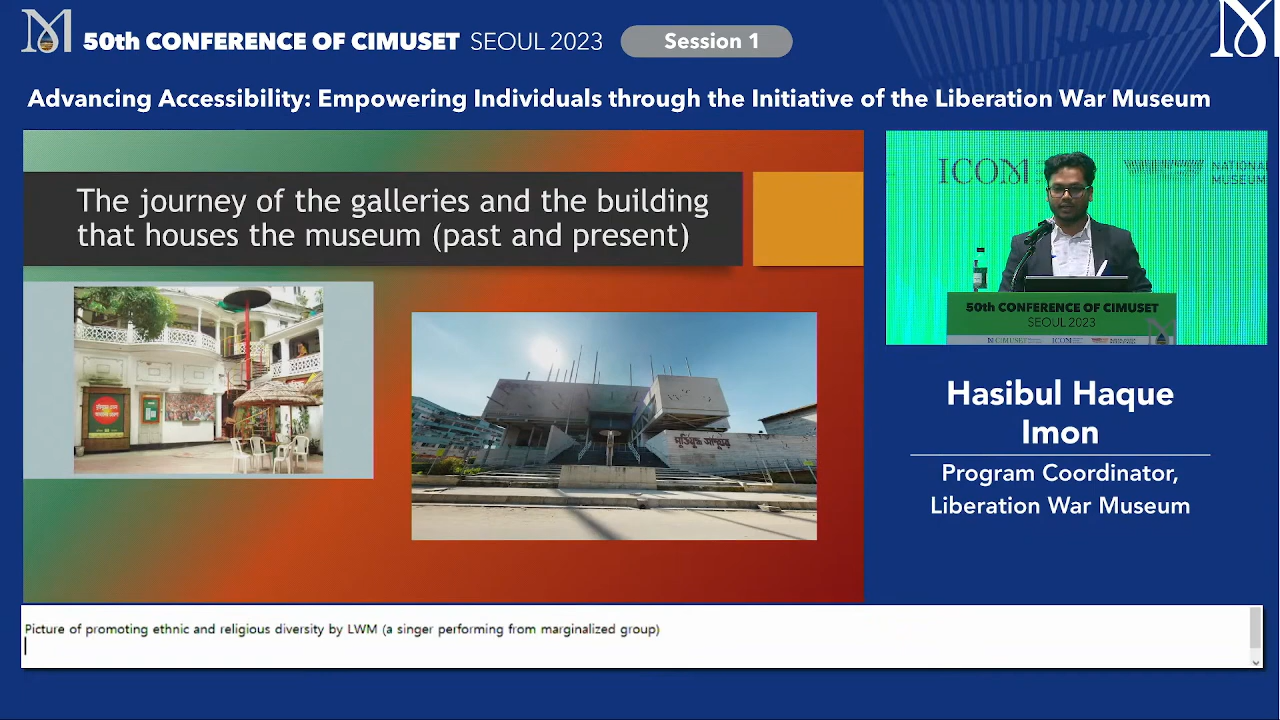 50th CONFERENCE OF CIMUSET SEOUL 2023
Session 1
Advancing Accessibility: Empowering Individuals through the Initiative of the Liberation War Museum
The journey of the galleries and the building
that houses the museum (past and present)
মুক্তিযুদ্ধ জাদুঘর
ICOM
NATIONAL
MUSEUM
50th CONFERENCE OF CIMUSET
SEOUL 2023
CIMUSET
Hasibul Haque
Imon
Program Coordinator,
Liberation War Museum
Picture of promoting ethnic and religious diversity by LWM (a singer performing from marginalized group)